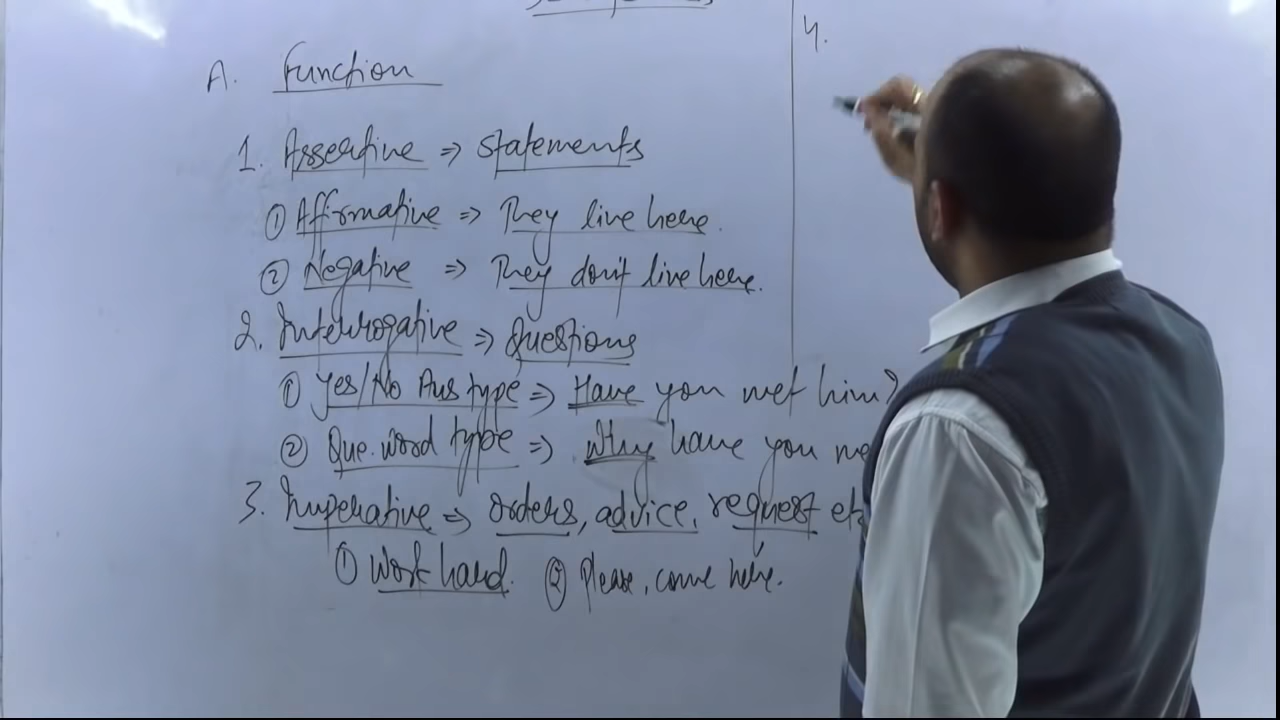 A. Function
1. Assertive => statements
① Affirmative => They live here.
② Negative => They don't live here.
2. Interrogative => Questions
① Yes/No Ans type => Have you met him?
② Que. word type => Why have you
3. Imperative => orders, advice, request
① Work hard. ② Please, come here.
4.